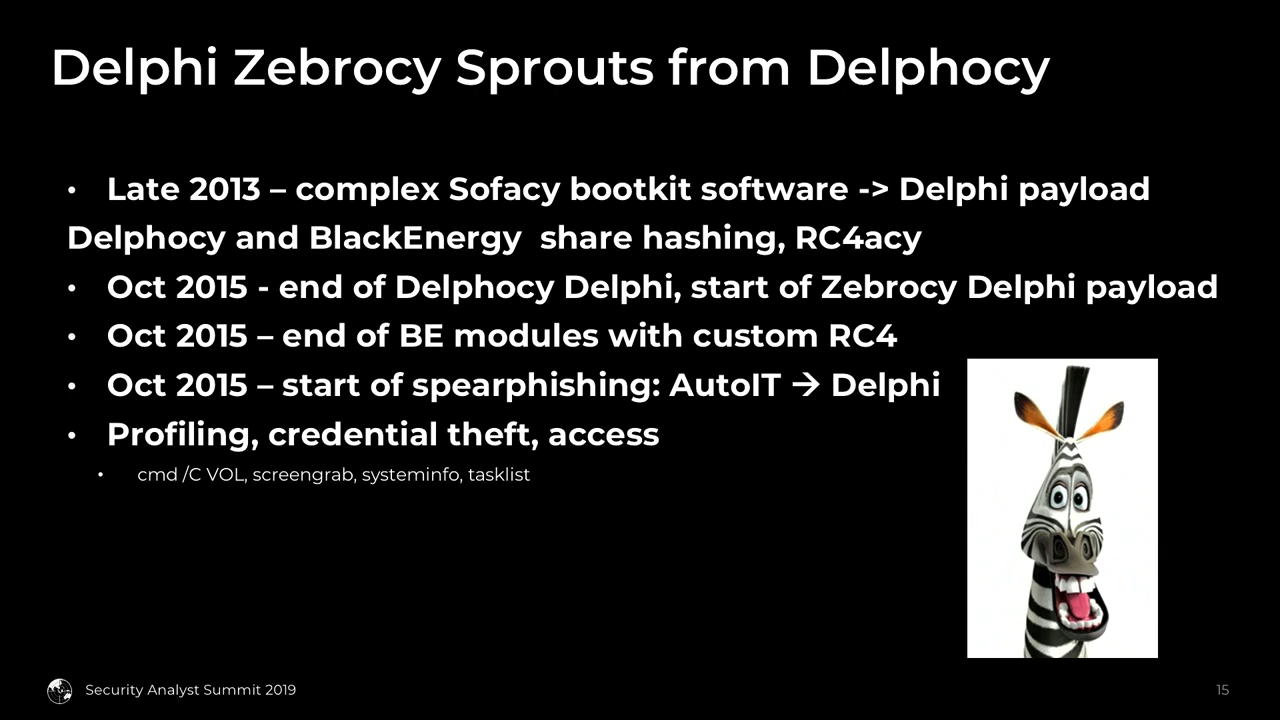 Delphi Zebrocy Sprouts from Delphocy
• Late 2013 – complex Sofacy bootkit software -> Delphi payload
Delphocy and BlackEnergy  share hashing, RC4acy
• Oct 2015 - end of Delphocy Delphi, start of Zebrocy Delphi payload
• Oct 2015 – end of BE modules with custom RC4
• Oct 2015 – start of spearphishing: AutoIT → Delphi
• Profiling, credential theft, access
• cmd /C VOL, screengrab, systeminfo, tasklist
Security Analyst Summit 2019
15